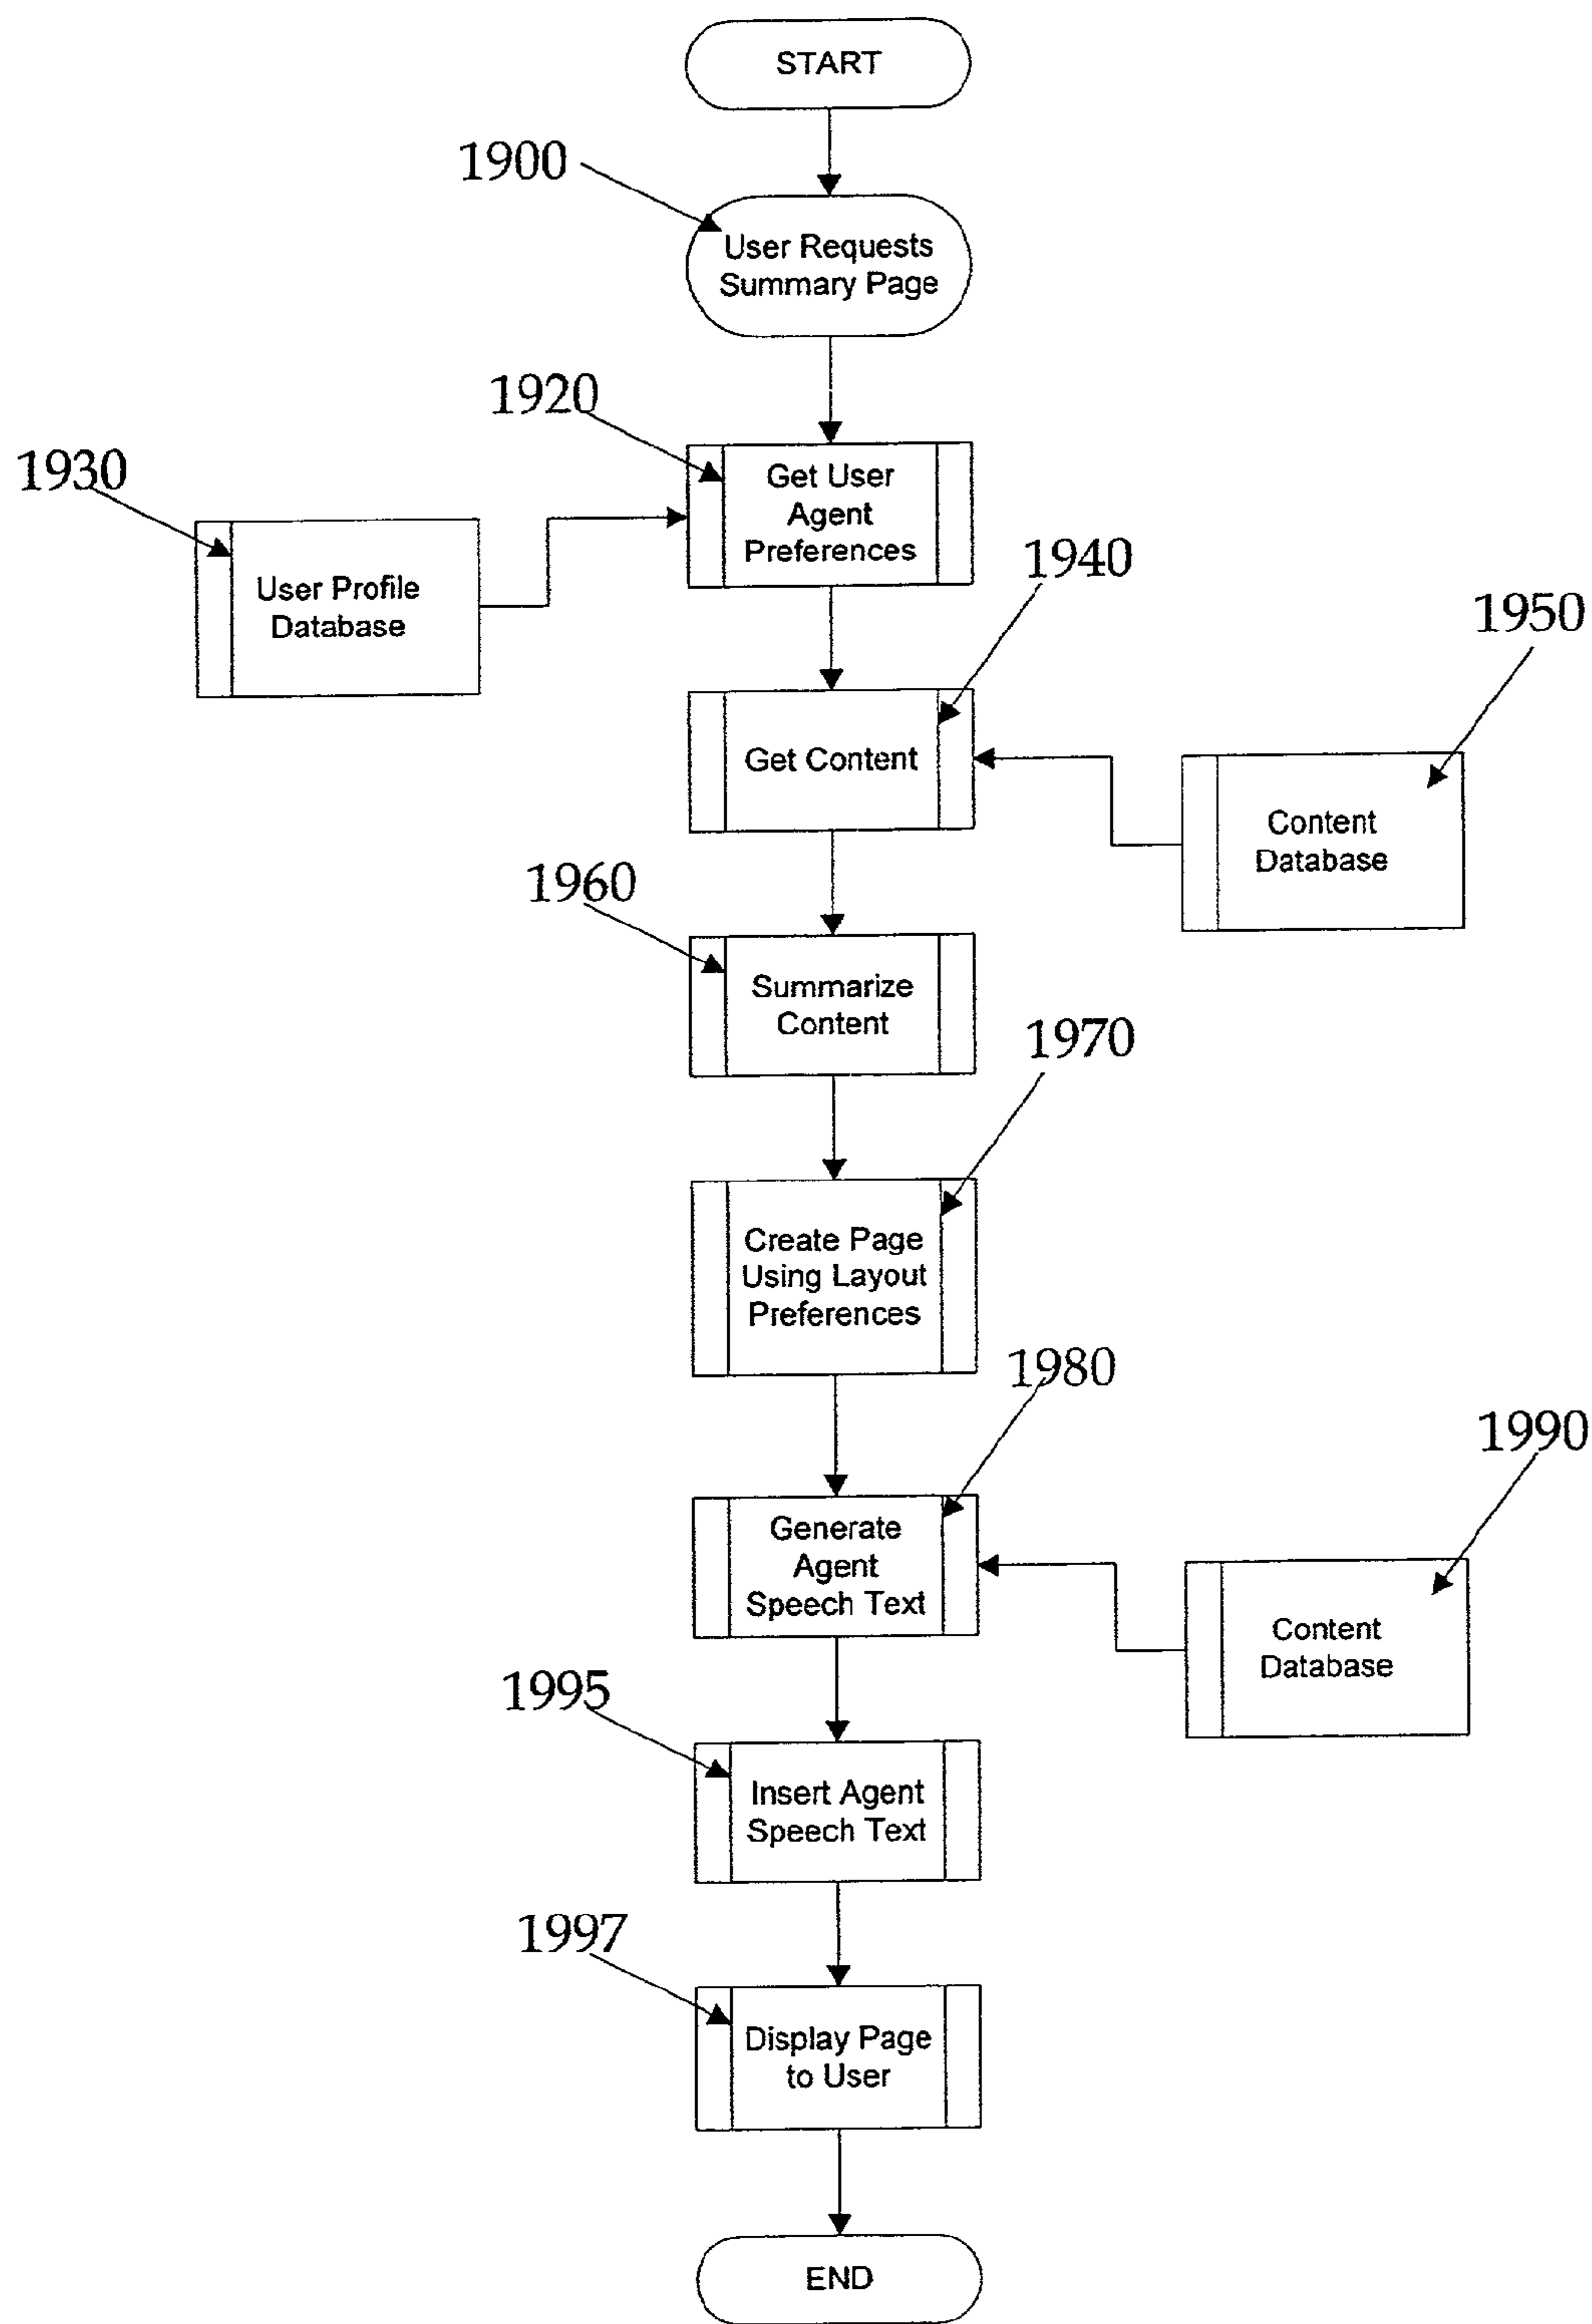 START
1900
User Requests
Summary Page
1920
Get User
Agent
Preferences
1930
User Profile
Database
1940
Get Content
1950
Content
Database
1960
Summarize
Content
1970
Create Page
Using Layout
Preferences
1980
Generate
Agent
Speech Text
1990
Content
Database
1995
Insert Agent
Speech Text
1997
Display Page
to User
END